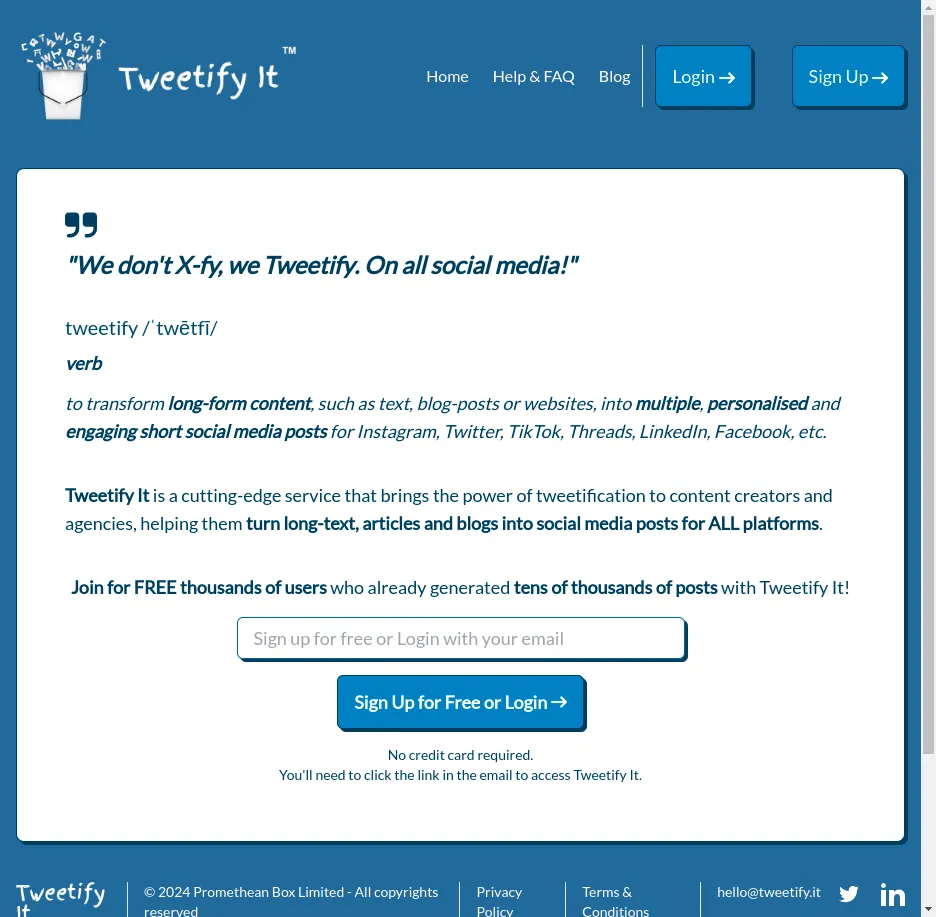 Tweetify It ™
Home
Help & FAQ
Blog
Login →
Sign Up →
"We don't X-fy, we Tweetify. On all social media!"
tweetify /ˈtwētfī/
verb
to transform long-form content, such as text, blog-posts or websites, into multiple, personalised and
engaging short social media posts for Instagram, Twitter, TikTok, Threads, LinkedIn, Facebook, etc.
Tweetify It is a cutting-edge service that brings the power of tweetification to content creators and
agencies, helping them turn long-text, articles and blogs into social media posts for ALL platforms.
Join for FREE thousands of users who already generated tens of thousands of posts with Tweetify It!
Sign up for free or Login with your email
Sign Up for Free or Login →
No credit card required.
You'll need to click the link in the email to access Tweetify It.
Tweetify
It
© 2024 Promethean Box Limited - All copyrights
reserved
Privacy
Policy
Terms &
Conditions
hello@tweetify.it